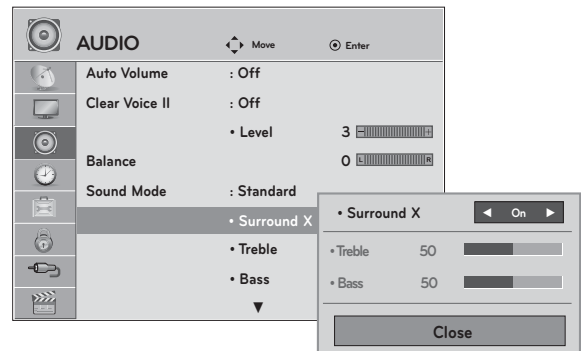 AUDIO Move Enter
Auto Volume : Off
Clear Voice II : Off
• Level 3 - +
Balance 0 L R
Sound Mode : Standard
• Surround X
• Treble
• Bass
▼
• Surround X ◀ On ▶
• Treble 50
• Bass 50
Close